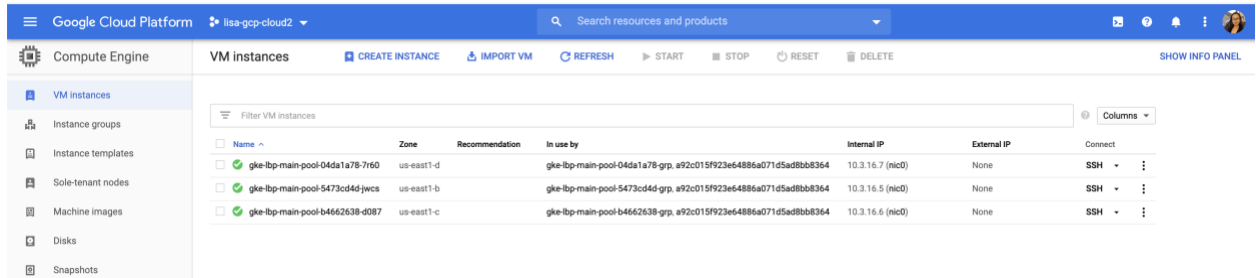 Google Cloud Platform lisa-gcp-cloud2 Search resources and products
Compute Engine VM instances CREATE INSTANCE IMPORT VM REFRESH START STOP RESET DELETE SHOW INFO PANEL
VM instances
Instance groups
Instance templates
Sole-tenant nodes
Machine images
Disks
Snapshots
Filter VM instances Columns
Name Zone Recommendation In use by Internal IP External IP Connect
gke-lbp-main-pool-04da1a78-7r60 us-east1-d gke-lbp-main-pool-04da1a78-grp, a92c015f923e64886a071d5ad8bb8364 10.3.16.7 (nic0) None SSH
gke-lbp-main-pool-5473cd4d-jwcs us-east1-b gke-lbp-main-pool-5473cd4d-grp, a92c015f923e64886a071d5ad8bb8364 10.3.16.5 (nic0) None SSH
gke-lbp-main-pool-b4662638-d087 us-east1-c gke-lbp-main-pool-b4662638-grp, a92c015f923e64886a071d5ad8bb8364 10.3.16.6 (nic0) None SSH